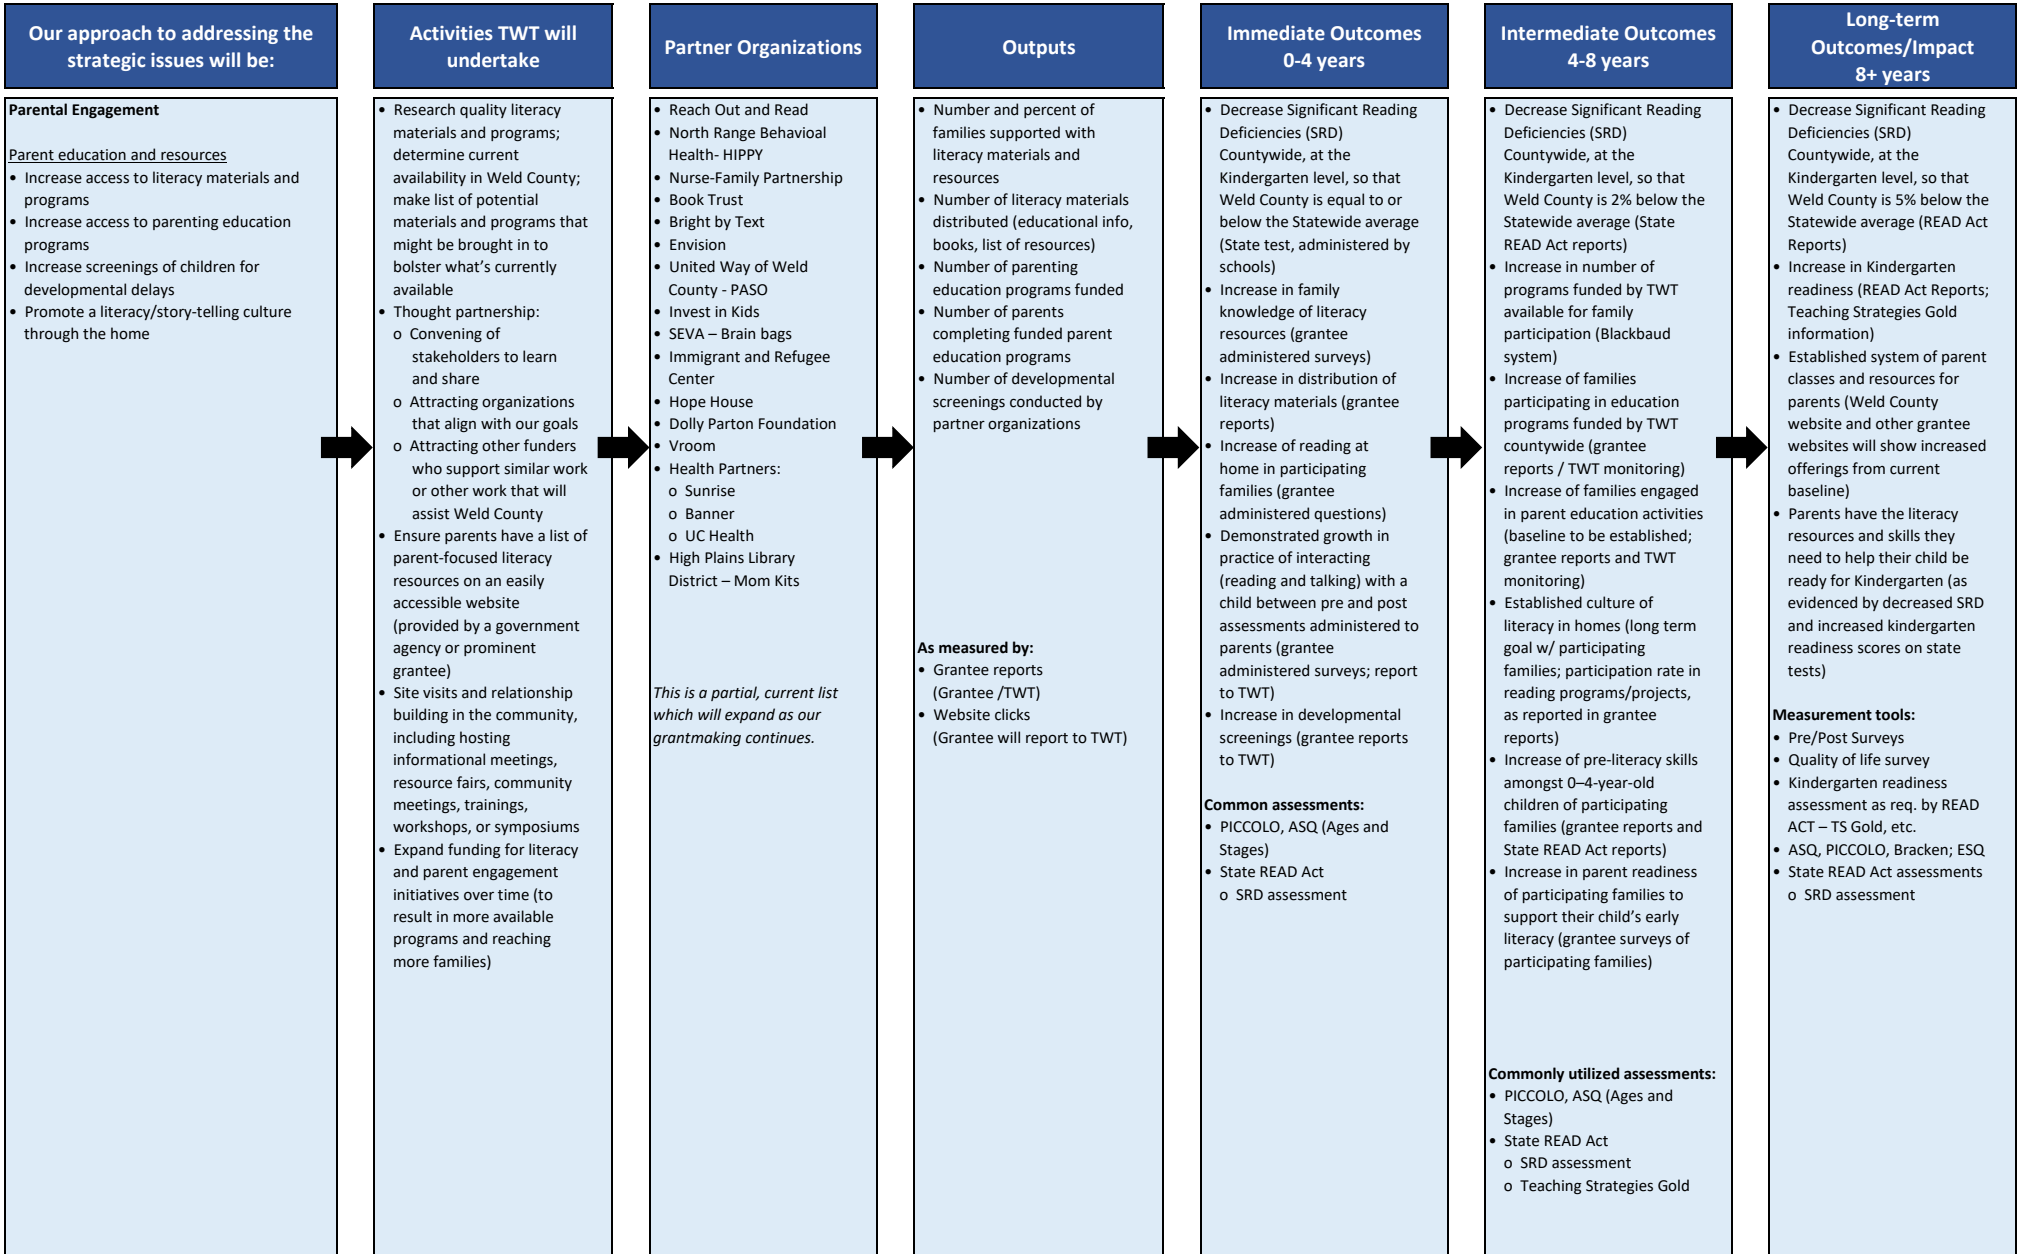 Our approach to addressing the
strategic issues will be:
Parental Engagement
Parent education and resources
• Increase access to literacy materials and
programs
• Increase access to parenting education
programs
• Increase screenings of children for
developmental delays
• Promote a literacy/story-telling culture
through the home
Activities TWT will
undertake
• Research quality literacy
materials and programs;
determine current
availability in Weld County;
make list of potential
materials and programs that
might be brought in to
bolster what's currently
available
• Thought partnership:
o Convening of
stakeholders to learn
and share
o Attracting organizations
that align with our goals
o Attracting other funders
who support similar work
or other work that will
assist Weld County
• Ensure parents have a list of
parent-focused literacy
resources on an easily
accessible website
(provided by a government
agency or prominent
grantee)
• Site visits and relationship
building in the community,
including hosting
informational meetings,
resource fairs, community
meetings, trainings,
workshops, or symposiums
• Expand funding for literacy
and parent engagement
initiatives over time (to
result in more available
programs and reaching
more families)
Partner Organizations
• Reach Out and Read
• North Range Behavioal
Health- HIPPY
• Nurse-Family Partnership
• Book Trust
• Bright by Text
• Envision
• United Way of Weld
County - PASO
• Invest in Kids
• SEVA – Brain bags
• Immigrant and Refugee
Center
• Hope House
• Dolly Parton Foundation
• Vroom
• Health Partners:
o Sunrise
o Banner
o UC Health
• High Plains Library
District – Mom Kits
This is a partial, current list
which will expand as our
grantmaking continues.
Outputs
• Number and percent of
families supported with
literacy materials and
resources
• Number of literacy materials
distributed (educational info,
books, list of resources)
• Number of parenting
education programs funded
• Number of parents
completing funded parent
education programs
• Number of developmental
screenings conducted by
partner organizations
As measured by:
• Grantee reports
(Grantee /TWT)
• Website clicks
(Grantee will report to TWT)
Immediate Outcomes
0-4 years
• Decrease Significant Reading
Deficiencies (SRD)
Countywide, at the
Kindergarten level, so that
Weld County is equal to or
below the Statewide average
(State test, administered by
schools)
• Increase in family
knowledge of literacy
resources (grantee
administered surveys)
• Increase in distribution of
literacy materials (grantee
reports)
• Increase of reading at
home in participating
families (grantee
administered questions)
• Demonstrated growth in
practice of interacting
(reading and talking) with a
child between pre and post
assessments administered to
parents (grantee
administered surveys; report
to TWT)
• Increase in developmental
screenings (grantee reports
to TWT)
Common assessments:
• PICCOLO, ASQ (Ages and
Stages)
• State READ Act
o SRD assessment
Intermediate Outcomes
4-8 years
• Decrease Significant Reading
Deficiencies (SRD)
Countywide, at the
Kindergarten level, so that
Weld County is 2% below the
Statewide average (State
READ Act reports)
• Increase in number of
programs funded by TWT
available for family
participation (Blackbaud
system)
• Increase of families
participating in education
programs funded by TWT
countywide (grantee
reports / TWT monitoring)
• Increase of families engaged
in parent education activities
(baseline to be established;
grantee reports and TWT
monitoring)
• Established culture of
literacy in homes (long term
goal w/ participating
families; participation rate in
reading programs/projects,
as reported in grantee
reports)
• Increase of pre-literacy skills
amongst 0–4-year-old
children of participating
families (grantee reports and
State READ Act reports)
• Increase in parent readiness
of participating families to
support their child's early
literacy (grantee surveys of
participating families)
Commonly utilized assessments:
• PICCOLO, ASQ (Ages and
Stages)
• State READ Act
o SRD assessment
o Teaching Strategies Gold
Long-term
Outcomes/Impact
8+ years
• Decrease Significant Reading
Deficiencies (SRD)
Countywide, at the
Kindergarten level, so that
Weld County is 5% below the
Statewide average (READ Act
Reports)
• Increase in Kindergarten
readiness (READ Act Reports;
Teaching Strategies Gold
information)
• Established system of parent
classes and resources for
parents (Weld County
website and other grantee
websites will show increased
offerings from current
baseline)
• Parents have the literacy
resources and skills they
need to help their child be
ready for Kindergarten (as
evidenced by decreased SRD
and increased kindergarten
readiness scores on state
tests)
Measurement tools:
• Pre/Post Surveys
• Quality of life survey
• Kindergarten readiness
assessment as req. by READ
ACT – TS Gold, etc.
• ASQ, PICCOLO, Bracken; ESQ
• State READ Act assessments
o SRD assessment